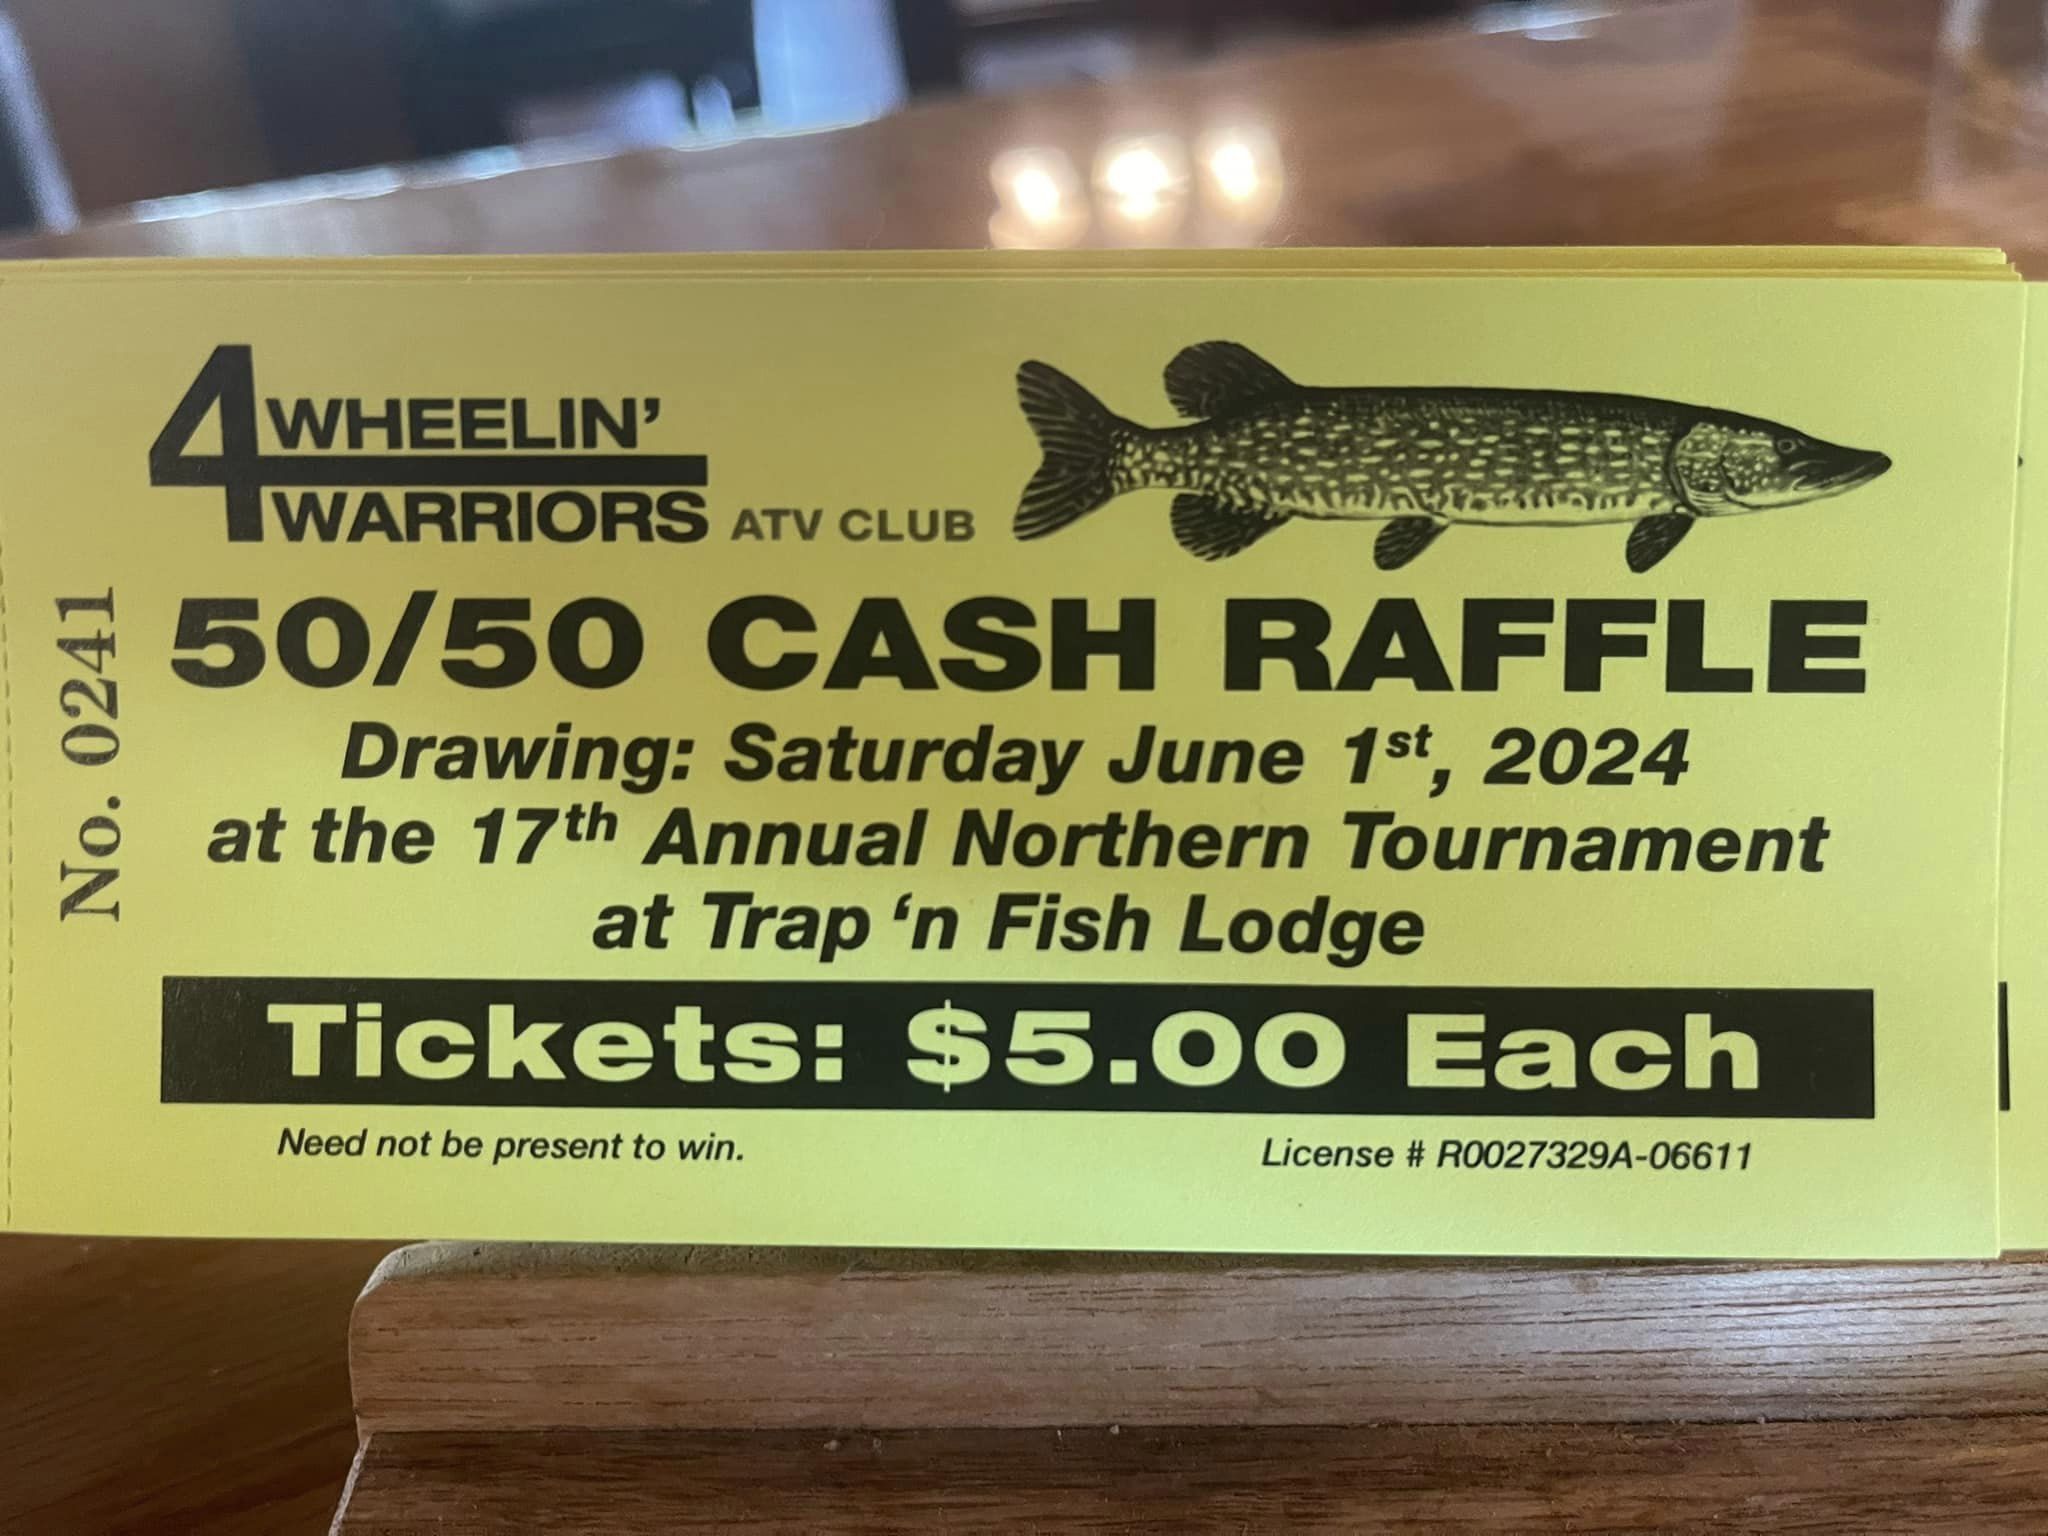 4 WHEELIN’
WARRIORS ATV CLUB
No. 0241
50/50 CASH RAFFLE
Drawing: Saturday June 1st, 2024
at the 17th Annual Northern Tournament
at Trap ‘n Fish Lodge
Tickets: $5.00 Each
Need not be present to win.
License # R0027329A-06611